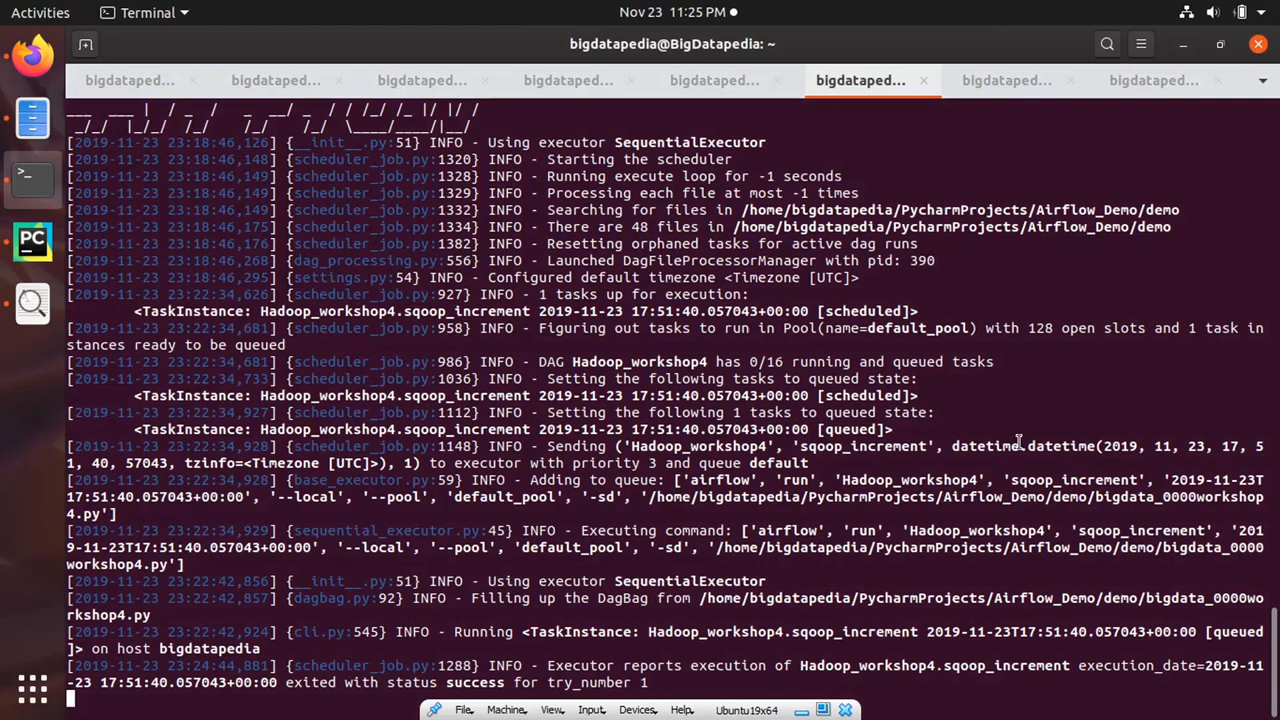 Activities
Terminal
Nov 23  11:25 PM
bigdatapedia@BigDatapedia: ~
bigdataped...
bigdataped...
bigdataped...
bigdataped...
bigdataped...
bigdataped...
bigdataped...
bigdataped...
___  ___ |  / _  /   _  __/ _  / / /_/ /_ |/ |/ /
 _/_/  |_/_/  /_/    /_/    /_/  \____/____/|__/
[2019-11-23 23:18:46,126] {__init__.py:51} INFO - Using executor SequentialExecutor
[2019-11-23 23:18:46,148] {scheduler_job.py:1320} INFO - Starting the scheduler
[2019-11-23 23:18:46,149] {scheduler_job.py:1328} INFO - Running execute loop for -1 seconds
[2019-11-23 23:18:46,149] {scheduler_job.py:1329} INFO - Processing each file at most -1 times
[2019-11-23 23:18:46,149] {scheduler_job.py:1332} INFO - Searching for files in /home/bigdatapedia/PycharmProjects/Airflow_Demo/demo
[2019-11-23 23:18:46,175] {scheduler_job.py:1334} INFO - There are 48 files in /home/bigdatapedia/PycharmProjects/Airflow_Demo/demo
[2019-11-23 23:18:46,176] {scheduler_job.py:1382} INFO - Resetting orphaned tasks for active dag runs
[2019-11-23 23:18:46,268] {dag_processing.py:556} INFO - Launched DagFileProcessorManager with pid: 390
[2019-11-23 23:18:46,295] {settings.py:54} INFO - Configured default timezone <Timezone [UTC]>
[2019-11-23 23:22:34,626] {scheduler_job.py:927} INFO - 1 tasks up for execution:
<TaskInstance: Hadoop_workshop4.sqoop_increment 2019-11-23 17:51:40.057043+00:00 [scheduled]>
[2019-11-23 23:22:34,681] {scheduler_job.py:958} INFO - Figuring out tasks to run in Pool(name=default_pool) with 128 open slots and 1 task in
stances ready to be queued
[2019-11-23 23:22:34,681] {scheduler_job.py:986} INFO - DAG Hadoop_workshop4 has 0/16 running and queued tasks
[2019-11-23 23:22:34,733] {scheduler_job.py:1036} INFO - Setting the following tasks to queued state:
<TaskInstance: Hadoop_workshop4.sqoop_increment 2019-11-23 17:51:40.057043+00:00 [scheduled]>
[2019-11-23 23:22:34,927] {scheduler_job.py:1112} INFO - Setting the following 1 tasks to queued state:
<TaskInstance: Hadoop_workshop4.sqoop_increment 2019-11-23 17:51:40.057043+00:00 [queued]>
[2019-11-23 23:22:34,928] {scheduler_job.py:1148} INFO - Sending ('Hadoop_workshop4', 'sqoop_increment', datetime.datetime(2019, 11, 23, 17, 5
1, 40, 57043, tzinfo=<Timezone [UTC]>), 1) to executor with priority 3 and queue default
[2019-11-23 23:22:34,928] {base_executor.py:59} INFO - Adding to queue: ['airflow', 'run', 'Hadoop_workshop4', 'sqoop_increment', '2019-11-23T
17:51:40.057043+00:00', '--local', '--pool', 'default_pool', '-sd', '/home/bigdatapedia/PycharmProjects/Airflow_Demo/demo/bigdata_0000workshop
4.py']
[2019-11-23 23:22:34,929] {sequential_executor.py:45} INFO - Executing command: ['airflow', 'run', 'Hadoop_workshop4', 'sqoop_increment', '201
9-11-23T17:51:40.057043+00:00', '--local', '--pool', 'default_pool', '-sd', '/home/bigdatapedia/PycharmProjects/Airflow_Demo/demo/bigdata_0000
workshop4.py']
[2019-11-23 23:22:42,856] {__init__.py:51} INFO - Using executor SequentialExecutor
[2019-11-23 23:22:42,857] {dagbag.py:92} INFO - Filling up the DagBag from /home/bigdatapedia/PycharmProjects/Airflow_Demo/demo/bigdata_0000wo
rkshop4.py
[2019-11-23 23:22:42,924] {cli.py:545} INFO - Running <TaskInstance: Hadoop_workshop4.sqoop_increment 2019-11-23T17:51:40.057043+00:00 [queued
]> on host bigdatapedia
[2019-11-23 23:24:44,881] {scheduler_job.py:1288} INFO - Executor reports execution of Hadoop_workshop4.sqoop_increment execution_date=2019-11
-23 17:51:40.057043+00:00 exited with status success for try_number 1
File Machine View Input Devices Help Ubuntu19x64
PC